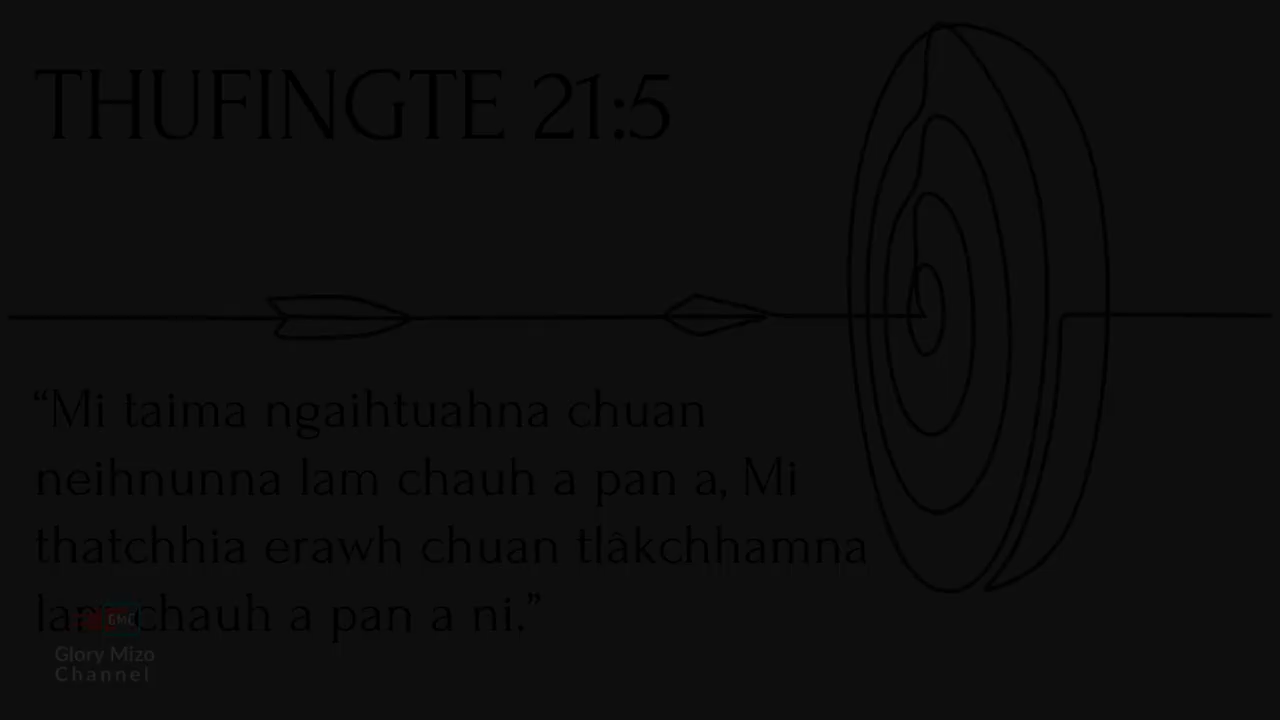 THUFINGTE 21:5
“Mi taima ngaihtuahna chuan
neihnunna lam chauh a pan a, Mi
thatchhia erawh chuan tlâkchhamna
lam chauh a pan a ni.”
GMC
Glory Mizo
Channel